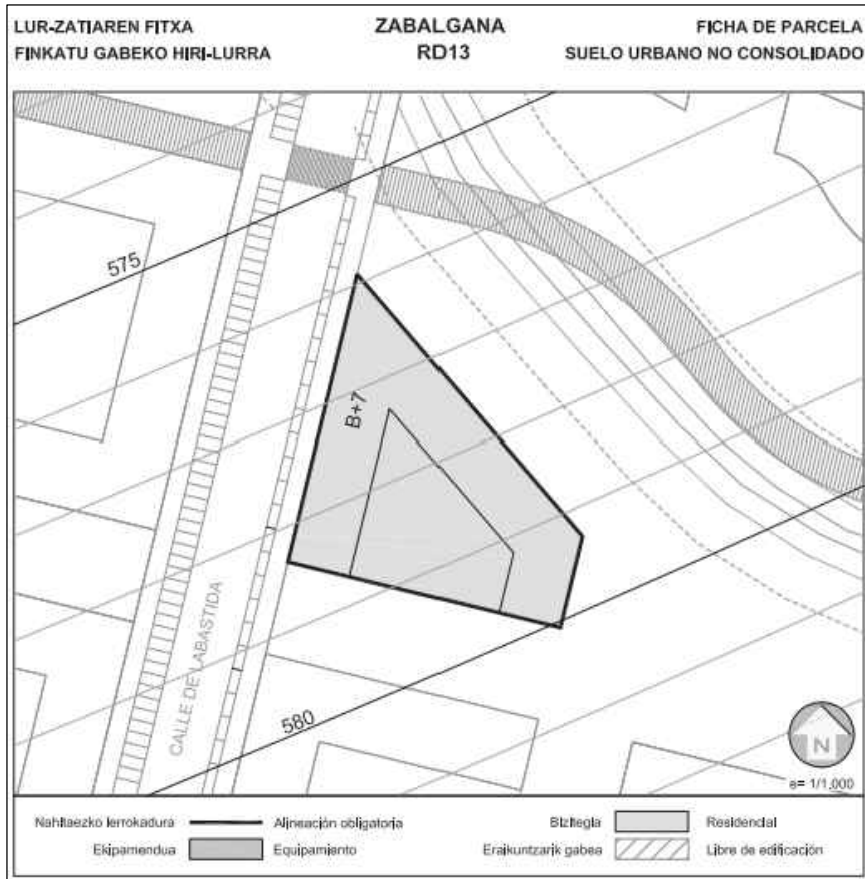 LUR-ZATIAREN FITXA ZABALGANA FICHA DE PARCELA
FINKATU GABEKO HIRI-LURRA RD13 SUELO URBANO NO CONSOLIDADO
575
B+7
CALLE DE LABASTIDA
580
N
e= 1/1,000
Nahitaezko lerrokadura Alineación obligatoria Bizitegia Residencial
Ekipamendua Equipamiento Eraikuntzarik gabea Libre de edificación